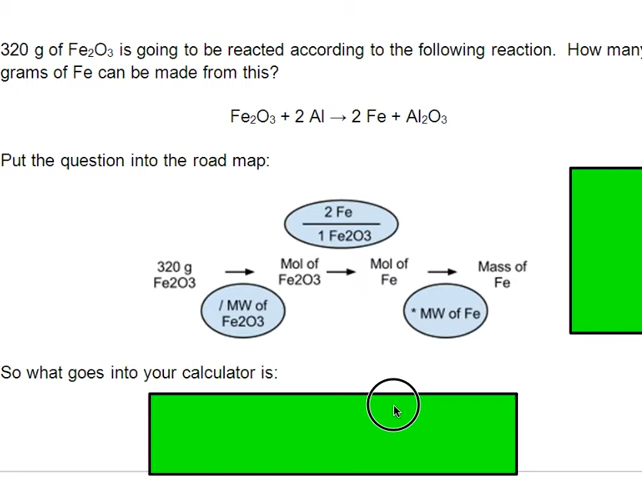 320 g of Fe₂O₃ is going to be reacted according to the following reaction. How many
grams of Fe can be made from this?
Fe₂O₃ + 2 Al → 2 Fe + Al₂O₃
Put the question into the road map:
2 Fe
1 Fe2O3
320 g
Fe2O3
Mol of
Fe2O3
Mol of
Fe
Mass of
Fe
/ MW of
Fe2O3
* MW of Fe
So what goes into your calculator is: